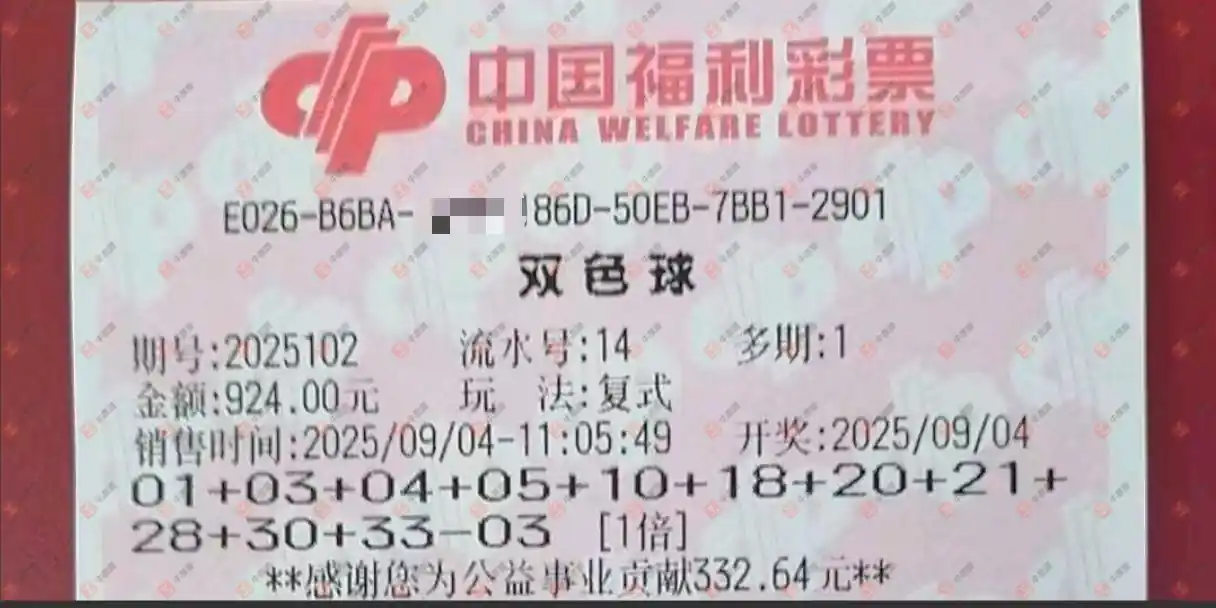 中国福利彩票
CHINA WELFARE LOTTERY
E026-B6BA- 86D-50EB-7BB1-2901
双色球
期号:2025102 流水号:14 多期:1
金额:924.00元 玩 法:复式
销售时间:2025/09/04-11:05:49 开奖:2025/09/04
01+03+04+05+10+18+20+21+
28+30+33-03 [1倍]
**感谢您为公益事业贡献332.64元**